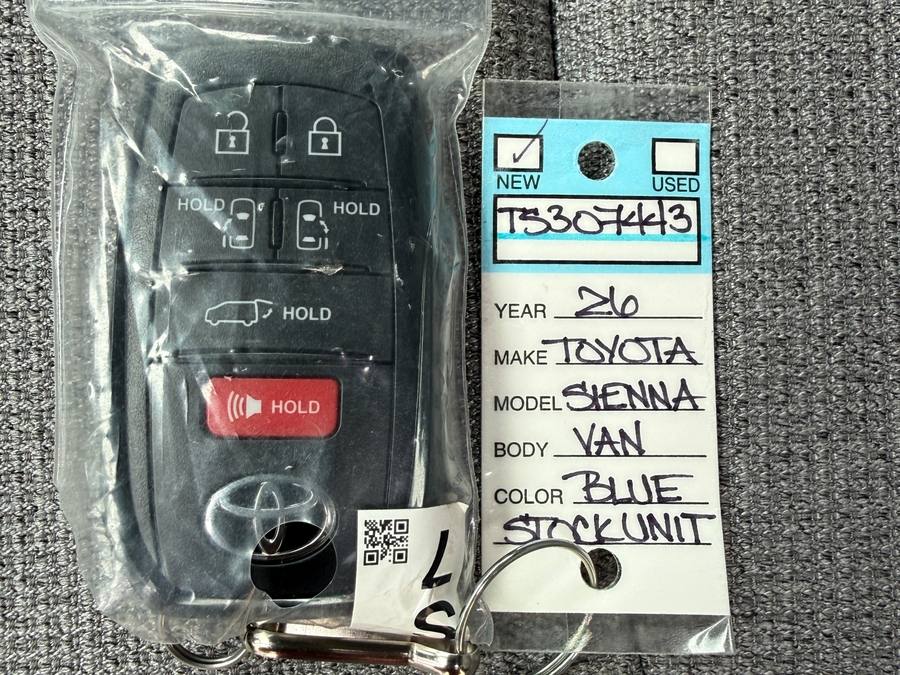 HOLD
HOLD
HOLD
HOLD
NEW
USED
TS307443
YEAR 26
MAKE TOYOTA
MODEL SIENNA
BODY VAN
COLOR BLUE
STOCK UNIT